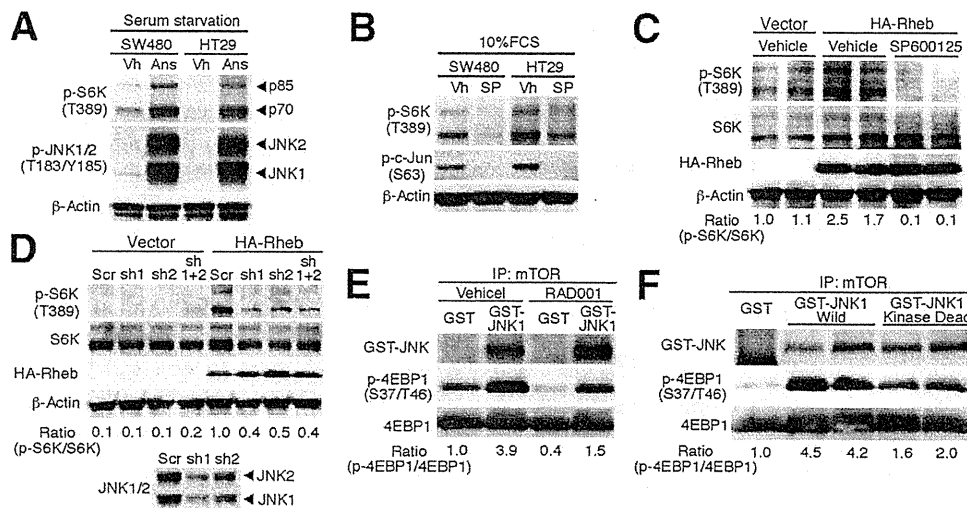 A
Serum starvation
SW480 HT29
Vh Ans Vh Ans
p-S6K
(T389)
p85
p70
p-JNK1/2
(T183/Y185)
JNK2
JNK1
β-Actin
B
10%FCS
SW480 HT29
Vh SP Vh SP
p-S6K
(T389)
p-c-Jun
(S63)
β-Actin
C
Vector HA-Rheb
Vehicle Vehicle SP600125
p-S6K
(T389)
S6K
HA-Rheb
β-Actin
Ratio 1.0 1.1 2.5 1.7 0.1 0.1
(p-S6K/S6K)
D
Vector HA-Rheb
Scr sh1 sh2 sh 1+2 Scr sh1 sh2 sh 1+2
p-S6K
(T389)
S6K
HA-Rheb
β-Actin
Ratio 0.1 0.1 0.1 0.2 1.0 0.4 0.5 0.4
(p-S6K/S6K)
Scr sh1 sh2
JNK1/2
JNK2
JNK1
E
IP: mTOR
Vehicel RAD001
GST GST-JNK1 GST GST-JNK1
GST-JNK
p-4EBP1
(S37/T46)
4EBP1
Ratio 1.0 3.9 0.4 1.5
(p-4EBP1/4EBP1)
F
IP: mTOR
GST GST-JNK1 Wild GST-JNK1 Kinase Dead
GST-JNK
p-4EBP1
(S37/T46)
4EBP1
Ratio 1.0 4.5 4.2 1.6 2.0
(p-4EBP1/4EBP1)